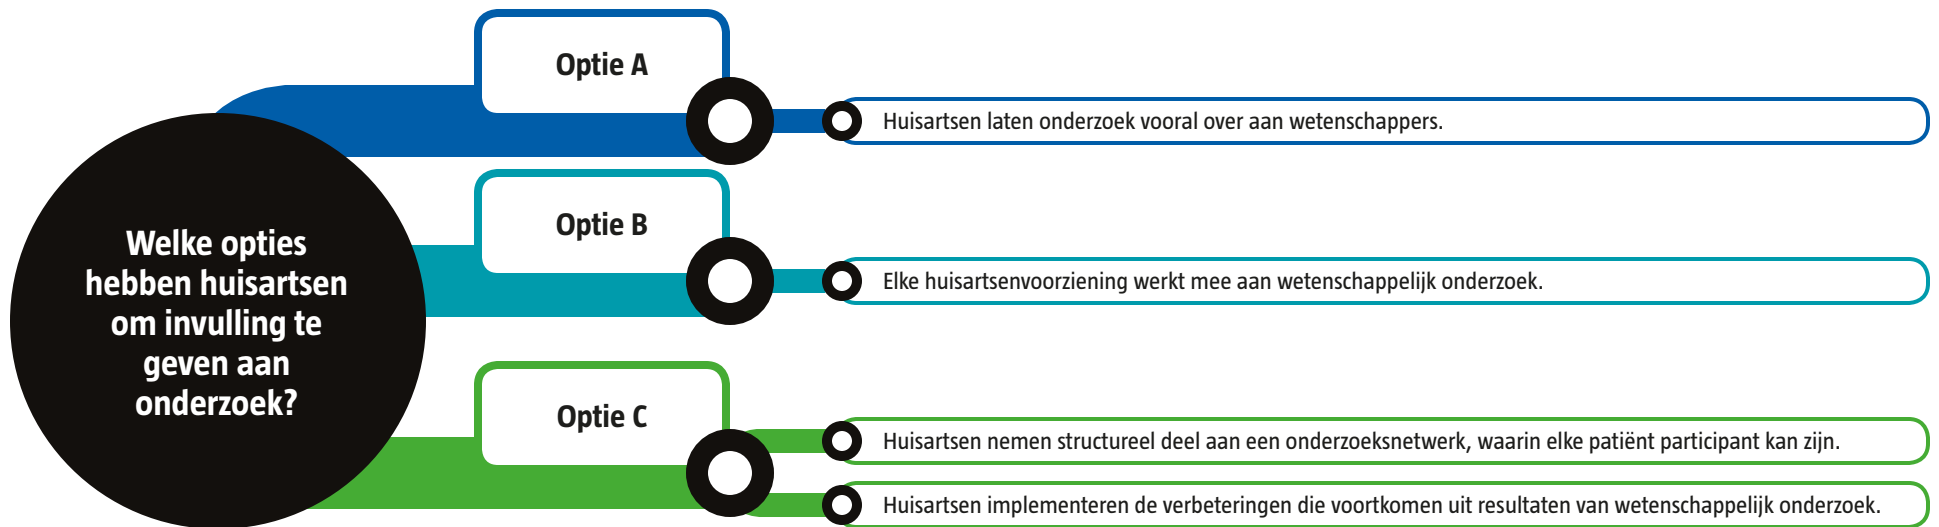 Welke opties
hebben huisartsen
om invulling te
geven aan
onderzoek?
Optie A
Huisartsen laten onderzoek vooral over aan wetenschappers.
Optie B
Elke huisartsenvoorziening werkt mee aan wetenschappelijk onderzoek.
Optie C
Huisartsen nemen structureel deel aan een onderzoeksnetwerk, waarin elke patiënt participant kan zijn.
Huisartsen implementeren de verbeteringen die voortkomen uit resultaten van wetenschappelijk onderzoek.